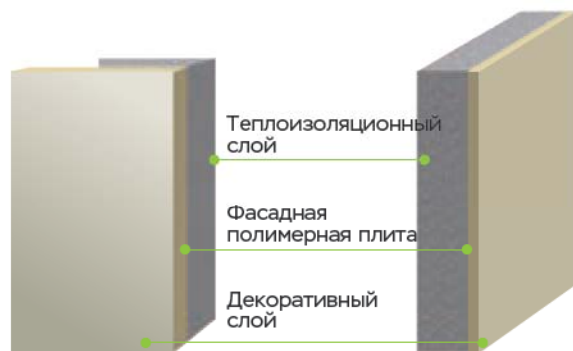 Теплоизоляционный
слой
Фасадная
полимерная плита
Декоративный
слой